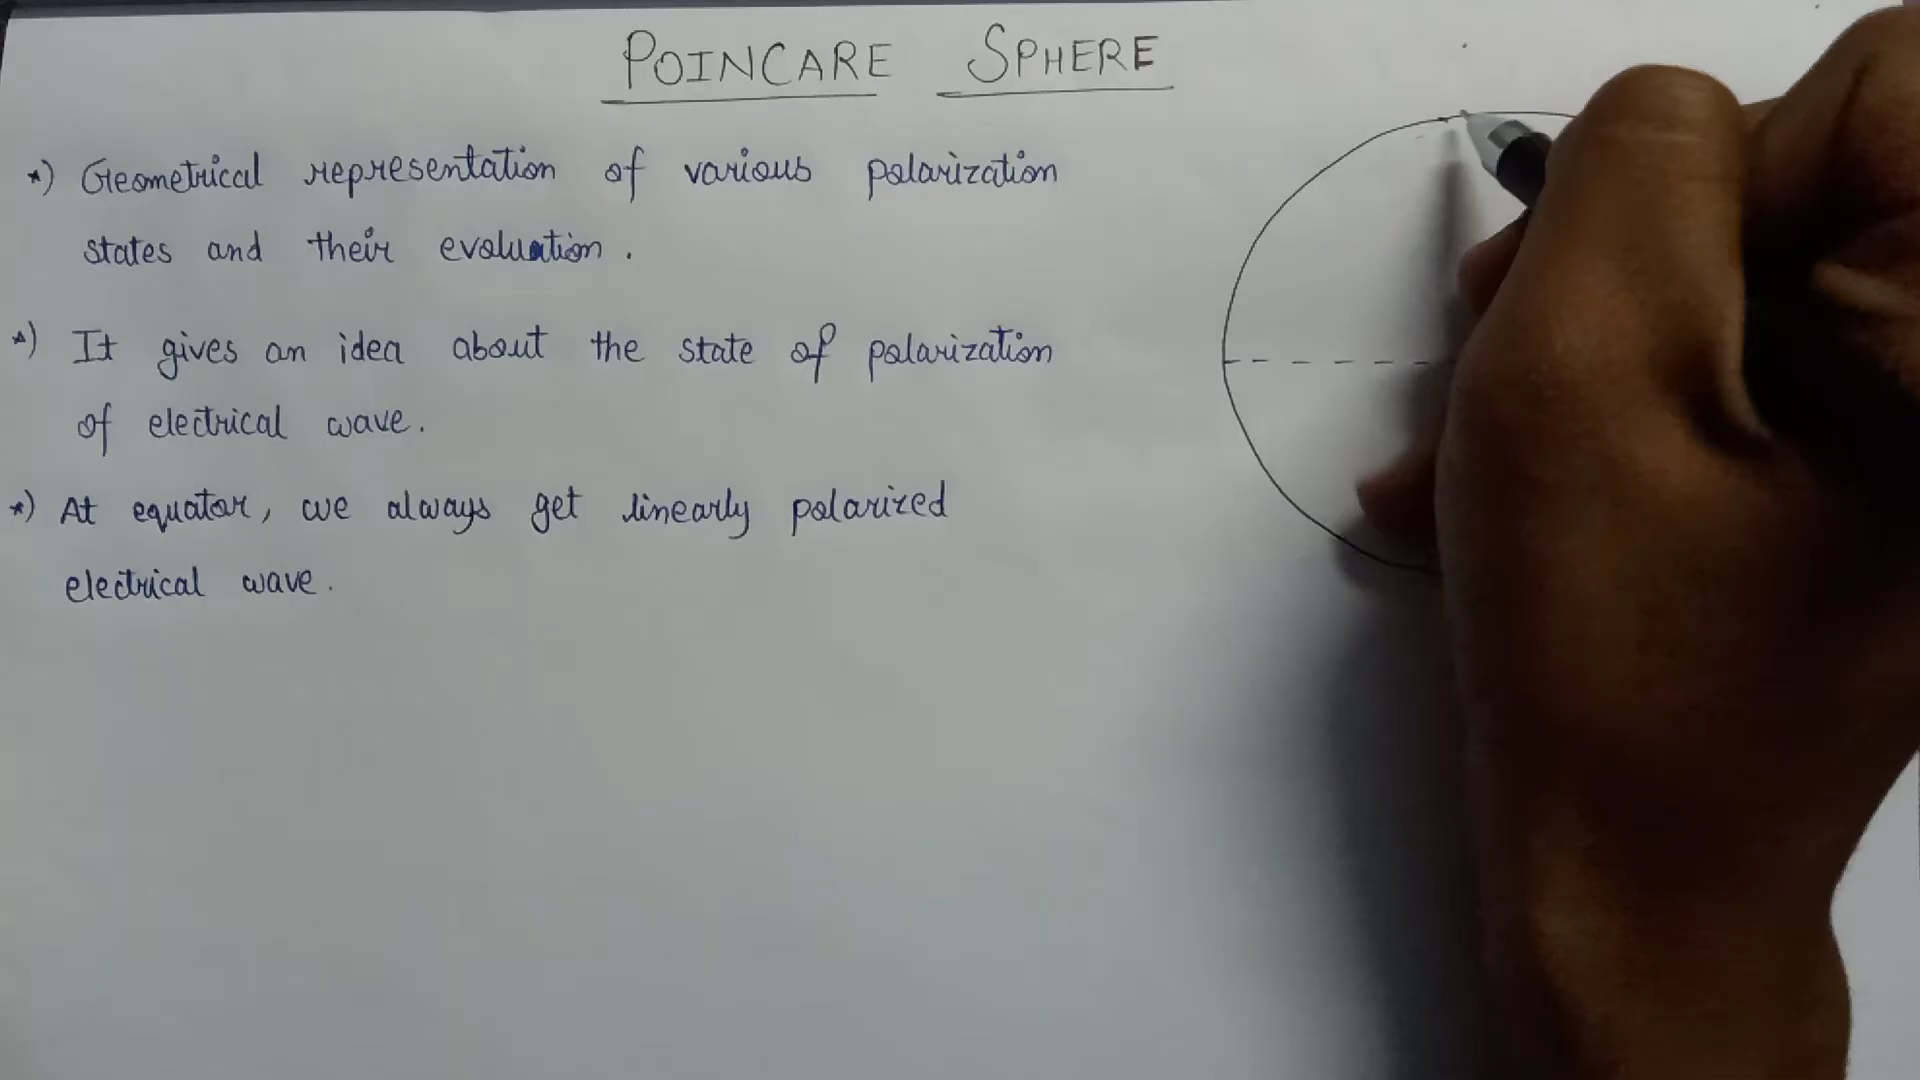 POINCARE SPHERE
*) Geometrical representation of various polarization
states and their evaluation.
*) It gives an idea about the state of polarization
of electrical wave.
*) At equator, we always get linearly polarized
electrical wave.